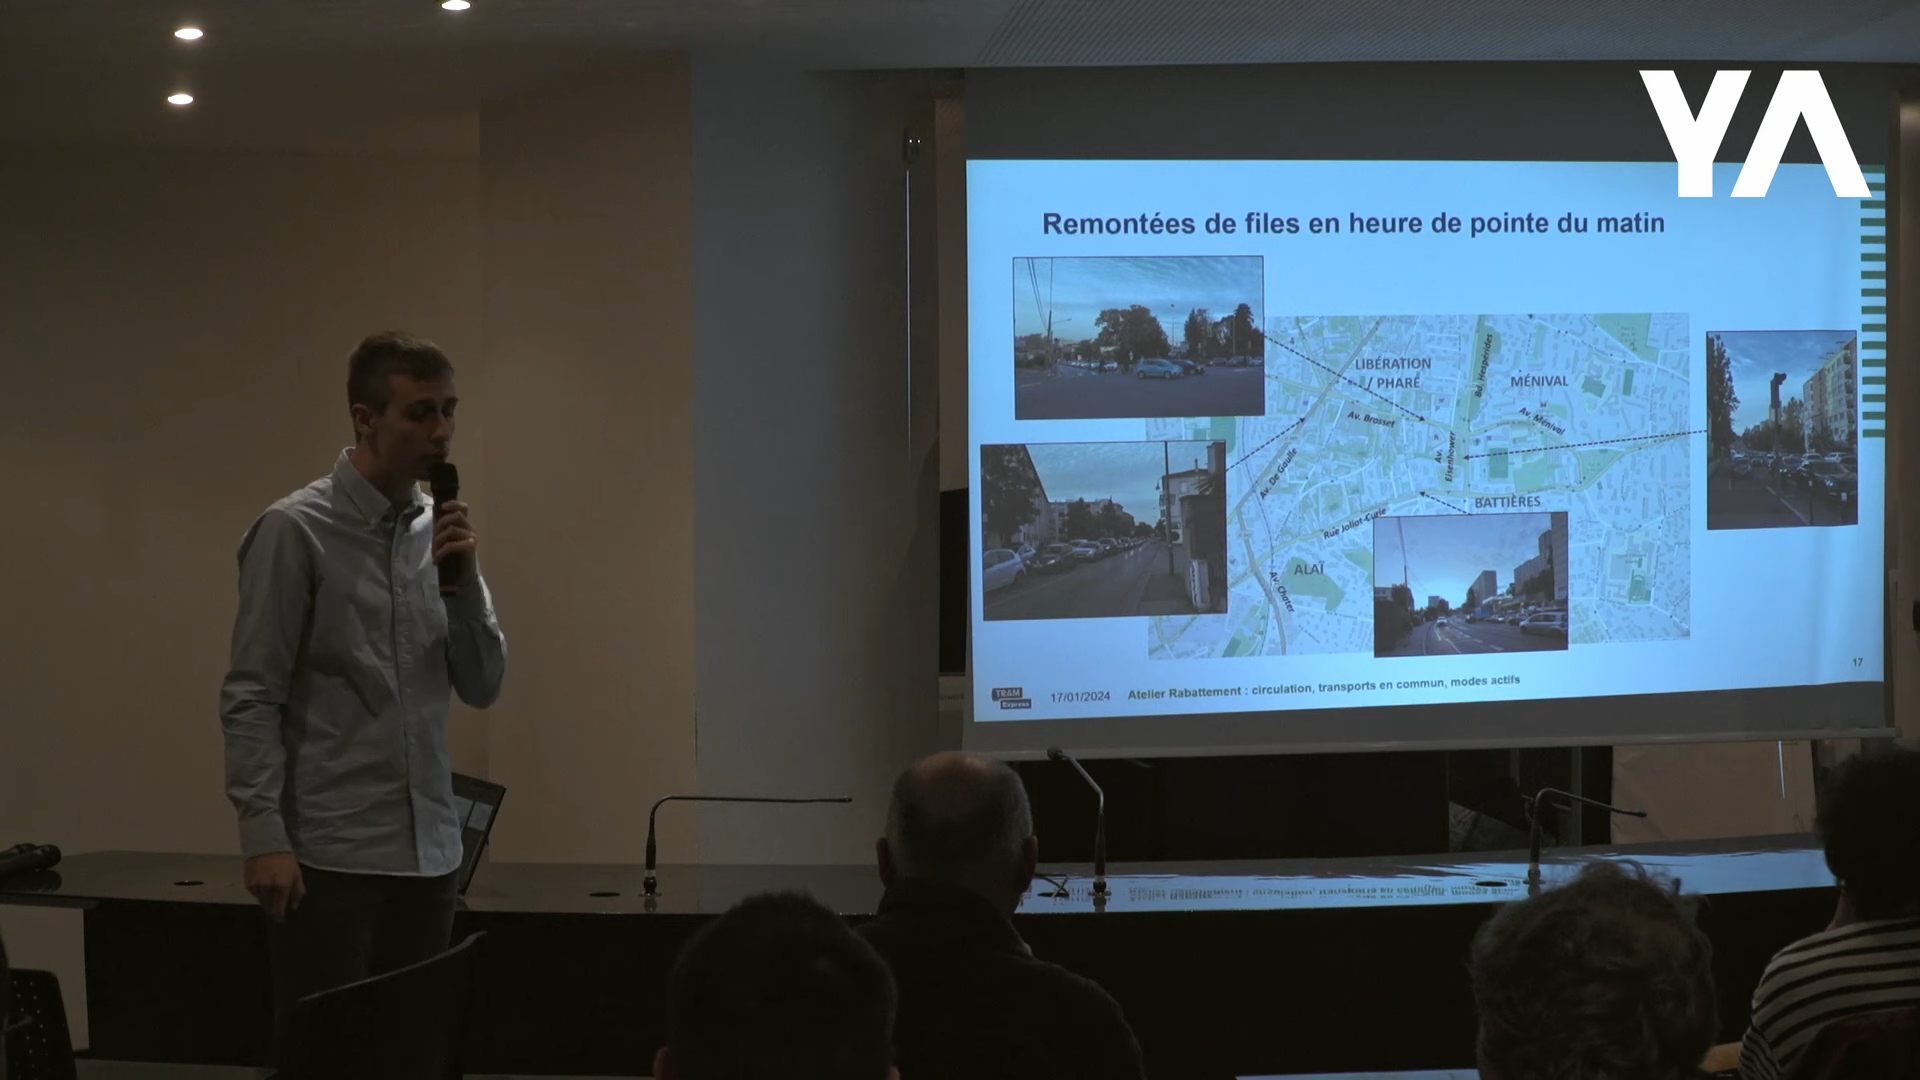 YA
Remontées de files en heure de pointe du matin
LIBÉRATION
/ PHARE
Bd. Hespérides
MÉNIVAL
Av. Brosset
Av. Ménival
Av.
Eisenhower
Av. De Gaulle
BATTIÈRES
Rue Joliot-Curie
ALAÏ
Av. Chater
17
TRAM
Express
17/01/2024
Atelier Rabattement : circulation, transports en commun, modes actifs